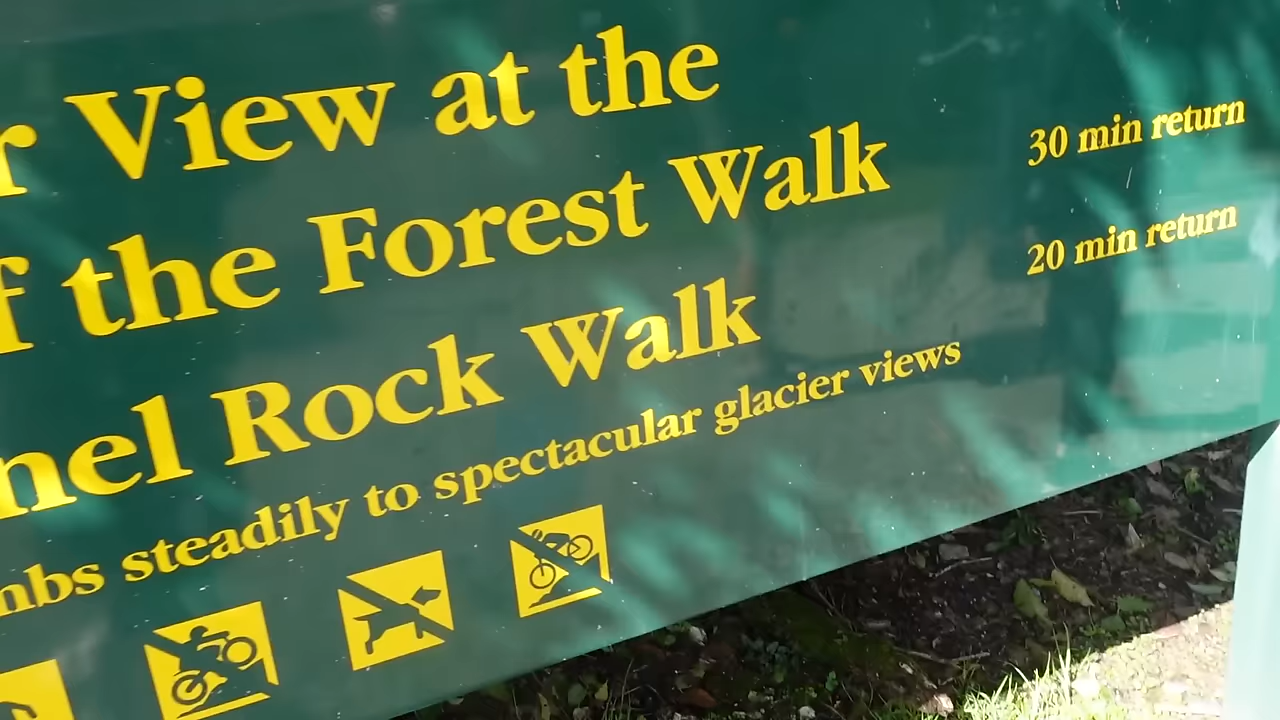 r View at the
f the Forest Walk
30 min return
nel Rock Walk
20 min return
mbs steadily to spectacular glacier views